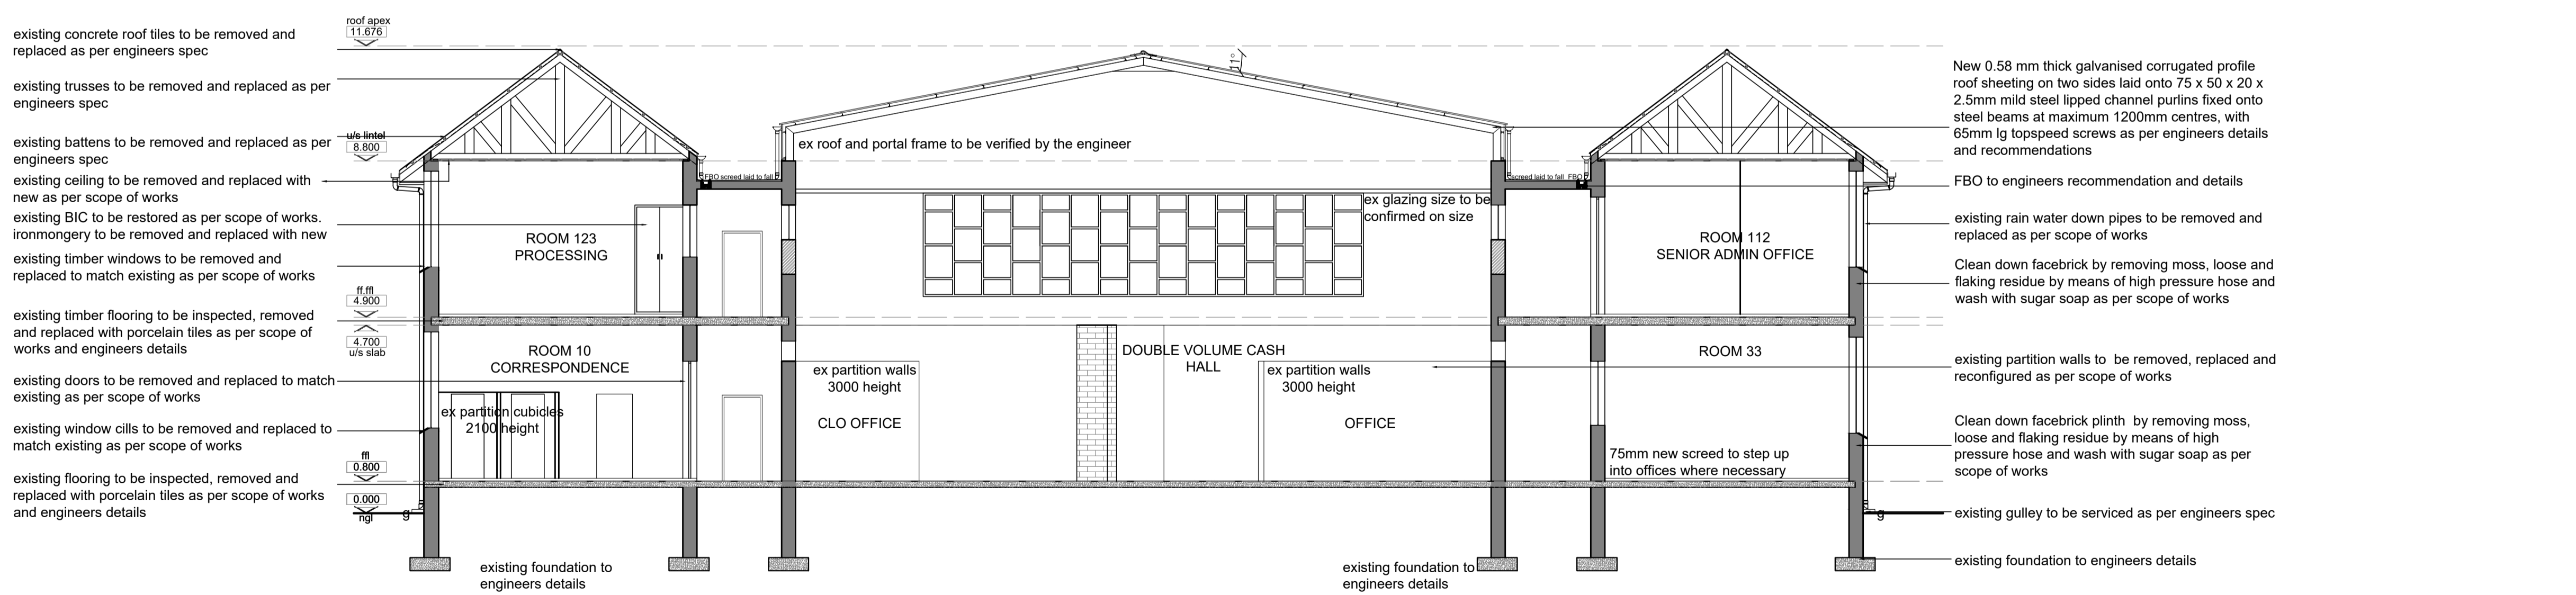 existing concrete roof tiles to be removed and
replaced as per engineers spec
existing trusses to be removed and replaced as per
engineers spec
existing battens to be removed and replaced as per
engineers spec
existing ceiling to be removed and replaced with
new as per scope of works
existing BIC to be restored as per scope of works.
ironmongery to be removed and replaced with new
existing timber windows to be removed and
replaced to match existing as per scope of works
existing timber flooring to be inspected, removed
and replaced with porcelain tiles as per scope of
works and engineers details
existing doors to be removed and replaced to match
existing as per scope of works
existing window cills to be removed and replaced to
match existing as per scope of works
existing flooring to be inspected, removed and
replaced with porcelain tiles as per scope of works
and engineers details
roof apex
11.676
u/s lintel
8.800
ff.ffl
4.900
4.700
u/s slab
ffl
0.800
0.000
ngl
g
ROOM 123
PROCESSING
ROOM 10
CORRESPONDENCE
ex partition cubicles
2100 height
existing foundation to
engineers details
FBO screed laid to fall
11°
ex roof and portal frame to be verified by the engineer
ex glazing size to be
confirmed on size
DOUBLE VOLUME CASH
HALL
ex partition walls
3000 height
CLO OFFICE
ex partition walls
3000 height
OFFICE
existing foundation to
engineers details
screed laid to fall FBO
ROOM 112
SENIOR ADMIN OFFICE
ROOM 33
75mm new screed to step up
into offices where necessary
g
New 0.58 mm thick galvanised corrugated profile
roof sheeting on two sides laid onto 75 x 50 x 20 x
2.5mm mild steel lipped channel purlins fixed onto
steel beams at maximum 1200mm centres, with
65mm lg topspeed screws as per engineers details
and recommendations
FBO to engineers recommendation and details
existing rain water down pipes to be removed and
replaced as per scope of works
Clean down facebrick by removing moss, loose and
flaking residue by means of high pressure hose and
wash with sugar soap as per scope of works
existing partition walls to be removed, replaced and
reconfigured as per scope of works
Clean down facebrick plinth by removing moss,
loose and flaking residue by means of high
pressure hose and wash with sugar soap as per
scope of works
existing gulley to be serviced as per engineers spec
existing foundation to engineers details